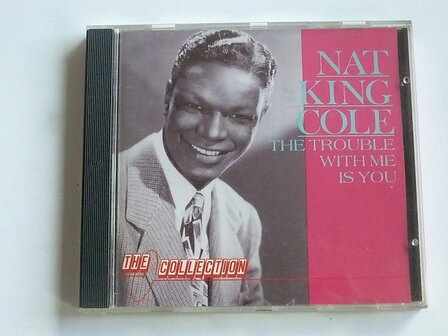 NAT
KING
COLE
THE TROUBLE
WITH ME
IS YOU
THE COLLECTION